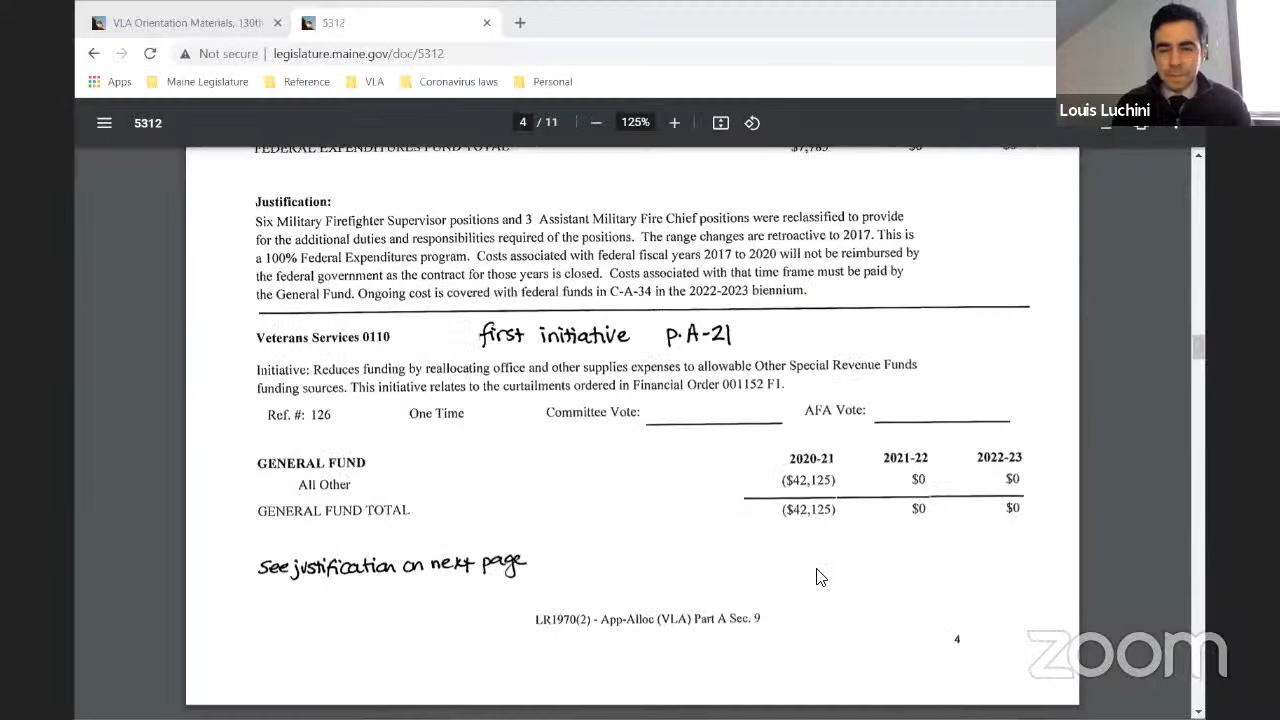 VLA Orientation Materials, 130th
5312
Not secure legislature.maine.gov/doc/5312
Apps Maine Legislature Reference VLA Coronavirus laws Personal
Louis Luchini
5312 4 / 11 125%
FEDERAL EXPENDITURES FUND TOTAL $7,785 $0 $0
Justification:
Six Military Firefighter Supervisor positions and 3 Assistant Military Fire Chief positions were reclassified to provide
for the additional duties and responsibilities required of the positions. The range changes are retroactive to 2017. This is
a 100% Federal Expenditures program. Costs associated with federal fiscal years 2017 to 2020 will not be reimbursed by
the federal government as the contract for those years is closed. Costs associated with that time frame must be paid by
the General Fund. Ongoing cost is covered with federal funds in C-A-34 in the 2022-2023 biennium.
Veterans Services 0110 first initiative p. A-21
Initiative: Reduces funding by reallocating office and other supplies expenses to allowable Other Special Revenue Funds
funding sources. This initiative relates to the curtailments ordered in Financial Order 001152 F1.
Ref. #: 126 One Time Committee Vote: AFA Vote:
GENERAL FUND 2020-21 2021-22 2022-23
All Other ($42,125) $0 $0
GENERAL FUND TOTAL ($42,125) $0 $0
see justification on next page
LR1970(2) - App-Alloc (VLA) Part A Sec. 9
4
zoom